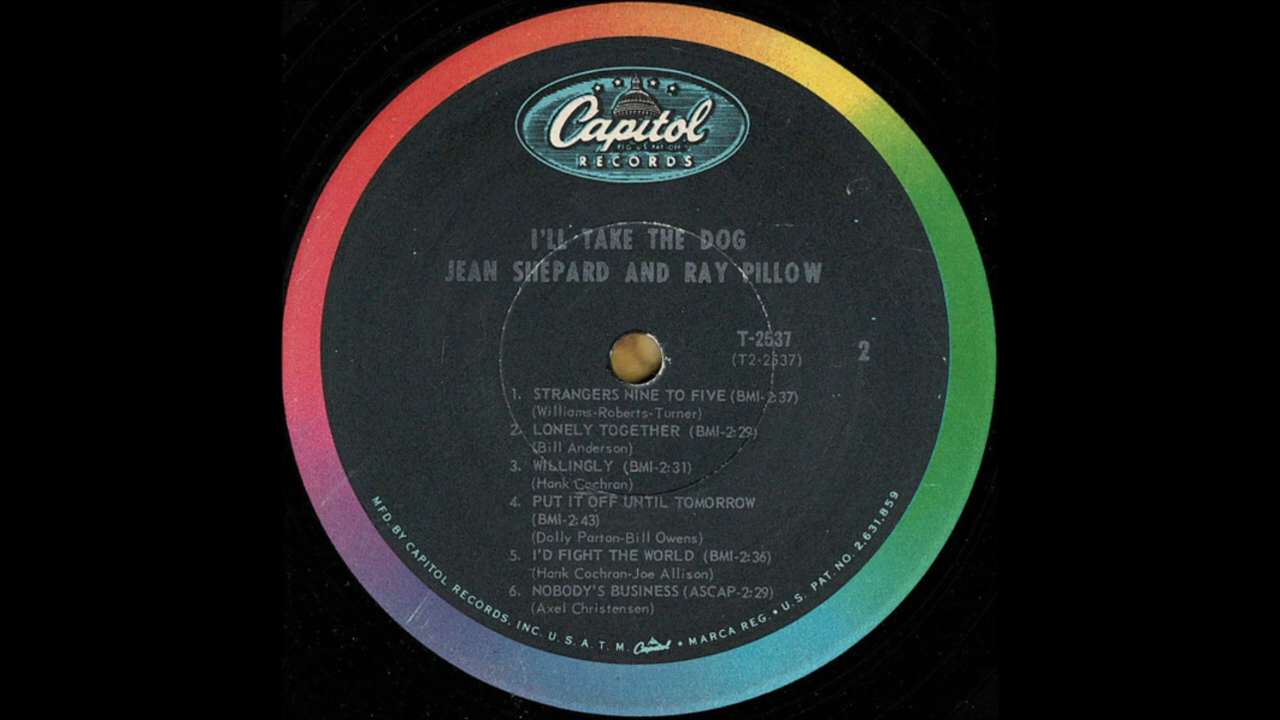 Capitol
REG. U.S. PAT. OFF.
RECORDS
I'LL TAKE THE DOG
JEAN SHEPARD AND RAY PILLOW
T-2537
(T2-2537)
2
1. STRANGERS NINE TO FIVE (BMI-2:37)
(Williams-Roberts-Turner)
2. LONELY TOGETHER (BMI-2:29)
(Bill Anderson)
3. WILLINGLY (BMI-2:31)
(Hank Cochran)
4. PUT IT OFF UNTIL TOMORROW
(BMI-2:43)
(Dolly Parton-Bill Owens)
5. I'D FIGHT THE WORLD (BMI-2:36)
(Hank Cochran-Joe Allison)
6. NOBODY'S BUSINESS (ASCAP-2:29)
(Axel Christensen)
MFD. BY CAPITOL RECORDS, INC. U.S.A. T.M. Capitol • MARCA REG. • U.S. PAT. NO. 2,631,859